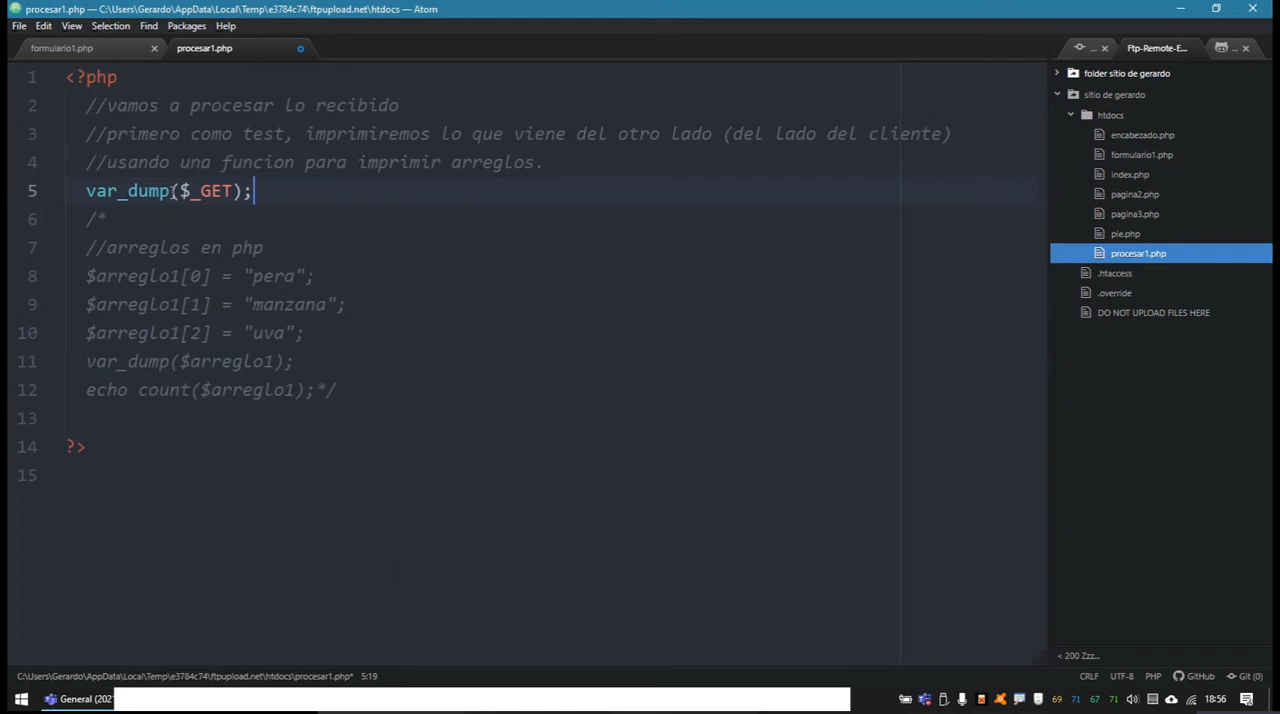 procesar1.php — C:\Users\Gerardo\AppData\Local\Temp\e3784c74\ftpupload.net\htdocs — Atom
File Edit View Selection Find Packages Help
formulario1.php
procesar1.php
...
Ftp-Remote-E...
...
1 <?php
2 //vamos a procesar lo recibido
3 //primero como test, imprimiremos lo que viene del otro lado (del lado del cliente)
4 //usando una funcion para imprimir arreglos.
5 var_dump($_GET);
6 /*
7 //arreglos en php
8 $arreglo1[0] = "pera";
9 $arreglo1[1] = "manzana";
10 $arreglo1[2] = "uva";
11 var_dump($arreglo1);
12 echo count($arreglo1);*/
13
14 ?>
15
folder sitio de gerardo
sitio de gerardo
htdocs
encabezado.php
formulario1.php
index.php
pagina2.php
pagina3.php
pie.php
procesar1.php
.htaccess
.override
DO NOT UPLOAD FILES HERE
< 200 Zzz...
C:\Users\Gerardo\AppData\Local\Temp\e3784c74\ftpupload.net\htdocs\procesar1.php* 5:19
CRLF UTF-8 PHP GitHub Git (0)
General (202
69 71 67 71 18:56